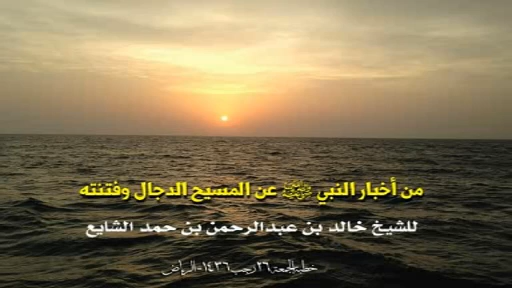 من أخبار النبي ﷺ عن المسيح الدجال وفتنته
للشيخ خالد بن عبدالرحمن بن حمد الشايع
خطبة الجمعة ٢٦ رجب ١٤٣٦ - الرياض